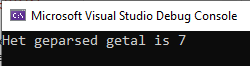 Microsoft Visual Studio Debug Console
Het geparsed getal is 7